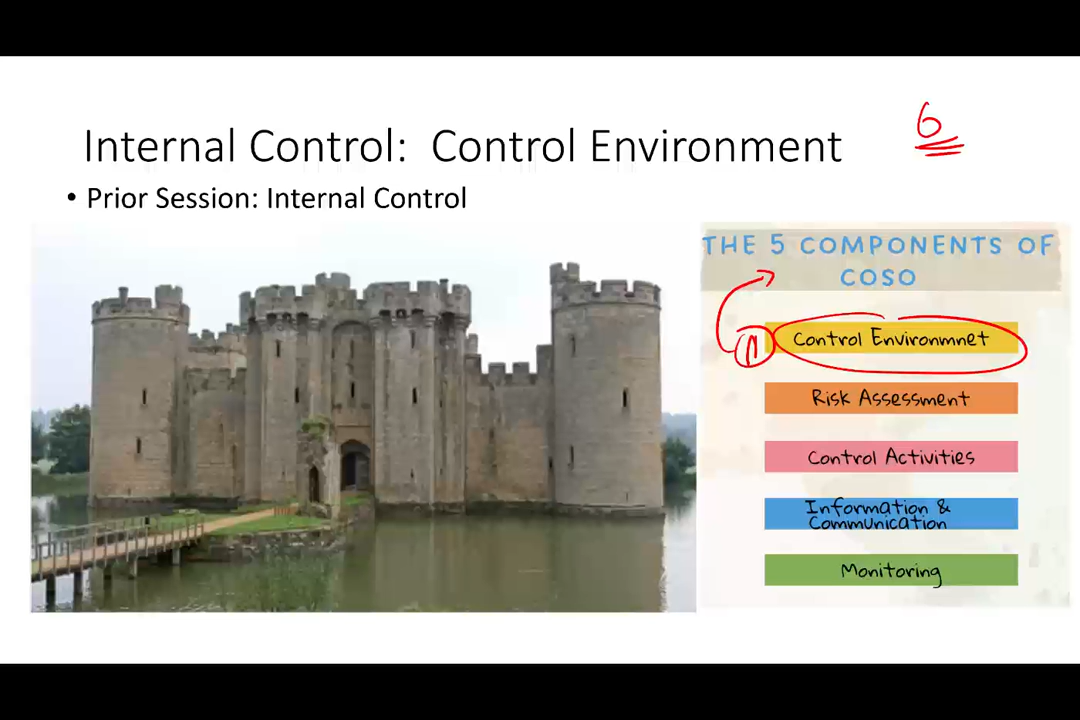 Internal Control: Control Environment
6
• Prior Session: Internal Control
THE 5 COMPONENTS OF
COSO
Control Environmnet
Risk Assessment
Control Activities
Information &
Communication
Monitoring